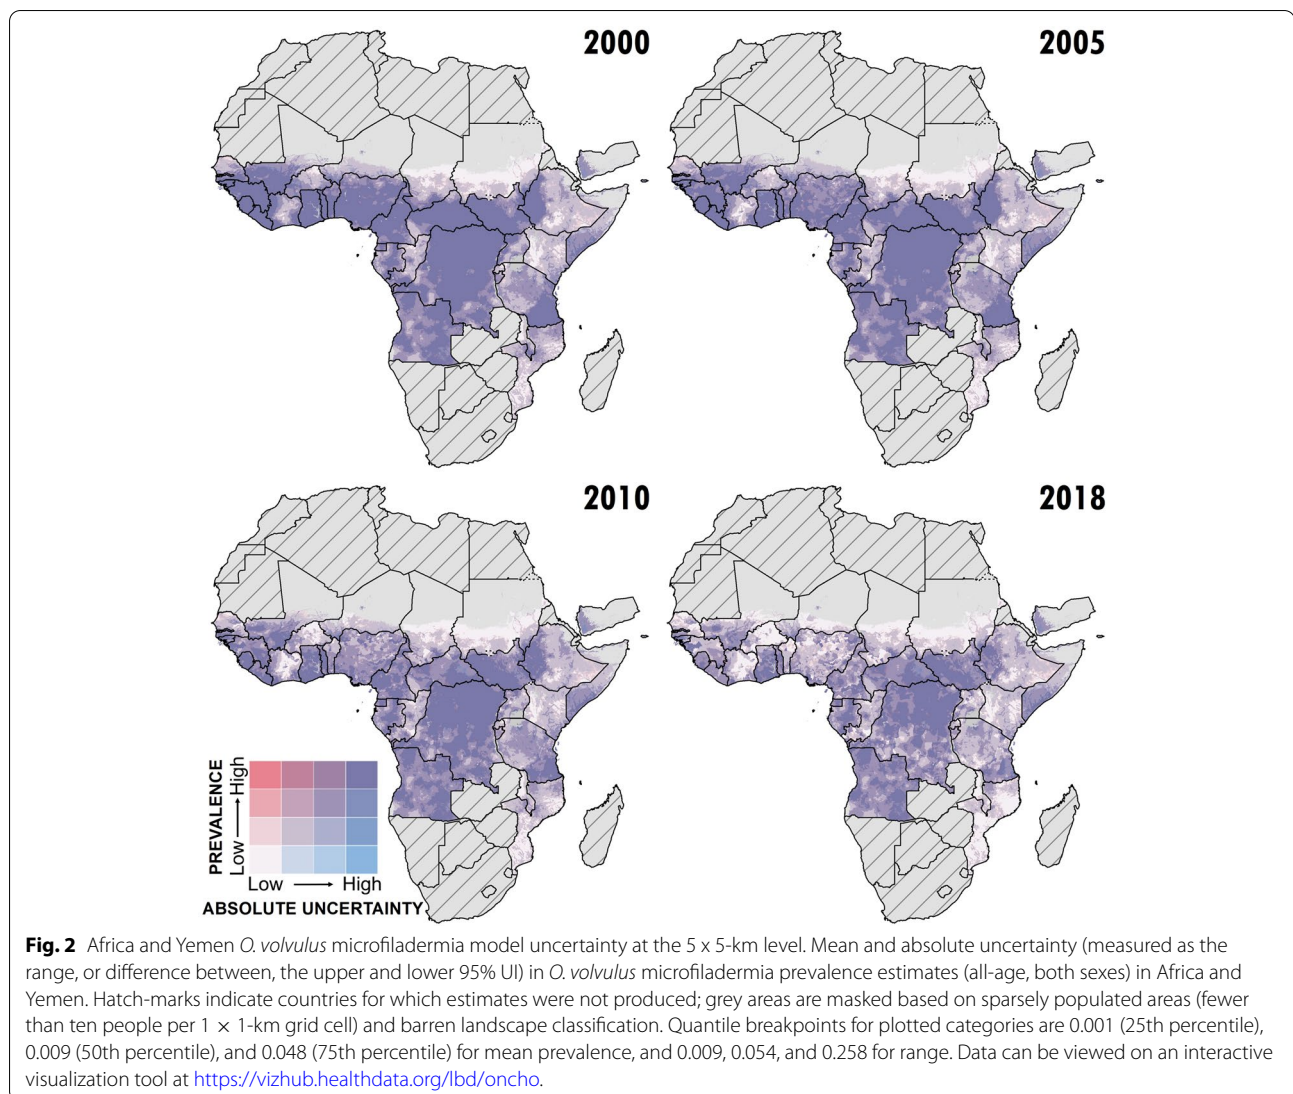 2000
2005
2010
2018
PREVALENCE
Low → High
Low → High
ABSOLUTE UNCERTAINTY
Fig. 2 Africa and Yemen O. volvulus microfiladermia model uncertainty at the 5 x 5-km level. Mean and absolute uncertainty (measured as the
range, or difference between, the upper and lower 95% UI) in O. volvulus microfiladermia prevalence estimates (all-age, both sexes) in Africa and
Yemen. Hatch-marks indicate countries for which estimates were not produced; grey areas are masked based on sparsely populated areas (fewer
than ten people per 1 × 1-km grid cell) and barren landscape classification. Quantile breakpoints for plotted categories are 0.001 (25th percentile),
0.009 (50th percentile), and 0.048 (75th percentile) for mean prevalence, and 0.009, 0.054, and 0.258 for range. Data can be viewed on an interactive
visualization tool at https://vizhub.healthdata.org/lbd/oncho.